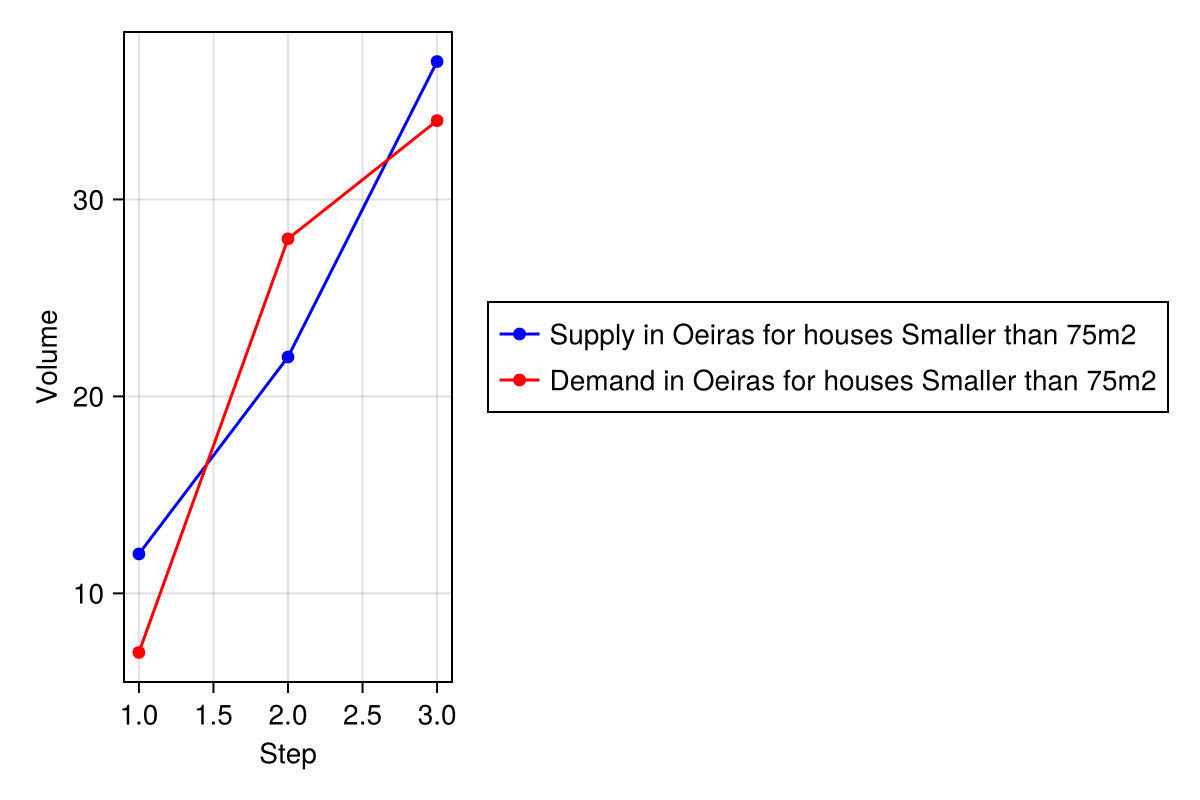 Volume
30
20
10
1.0 1.5 2.0 2.5 3.0
Step
Supply in Oeiras for houses Smaller than 75m2
Demand in Oeiras for houses Smaller than 75m2